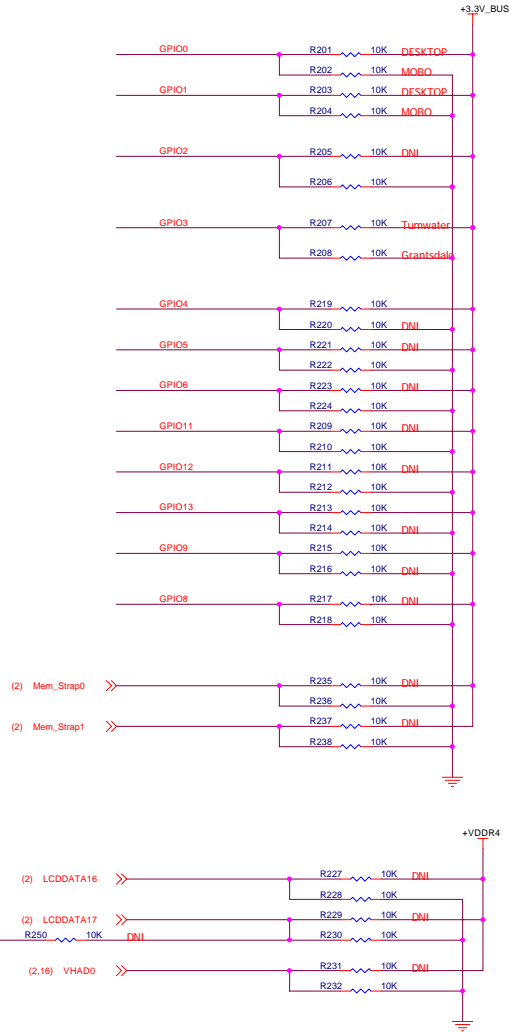 +3.3V_BUS
GPIO0 R201 10K DESKTOP
R202 10K MOBO
GPIO1 R203 10K DESKTOP
R204 10K MOBO
GPIO2 R205 10K DNI
R206 10K
GPIO3 R207 10K Tumwater
R208 10K Grantsdale
GPIO4 R219 10K
R220 10K DNI
GPIO5 R221 10K DNI
R222 10K
GPIO6 R223 10K DNI
R224 10K
GPIO11 R209 10K DNI
R210 10K
GPIO12 R211 10K DNI
R212 10K
GPIO13 R213 10K
R214 10K DNI
GPIO9 R215 10K
R216 10K DNI
GPIO8 R217 10K DNI
R218 10K
(2) Mem_Strap0 R235 10K DNI
R236 10K
(2) Mem_Strap1 R237 10K DNI
R238 10K
+VDDR4
(2) LCDDATA16 R227 10K DNI
R228 10K
(2) LCDDATA17 R229 10K DNI
R250 10K DNI R230 10K
(2,16) VHAD0 R231 10K DNI
R232 10K